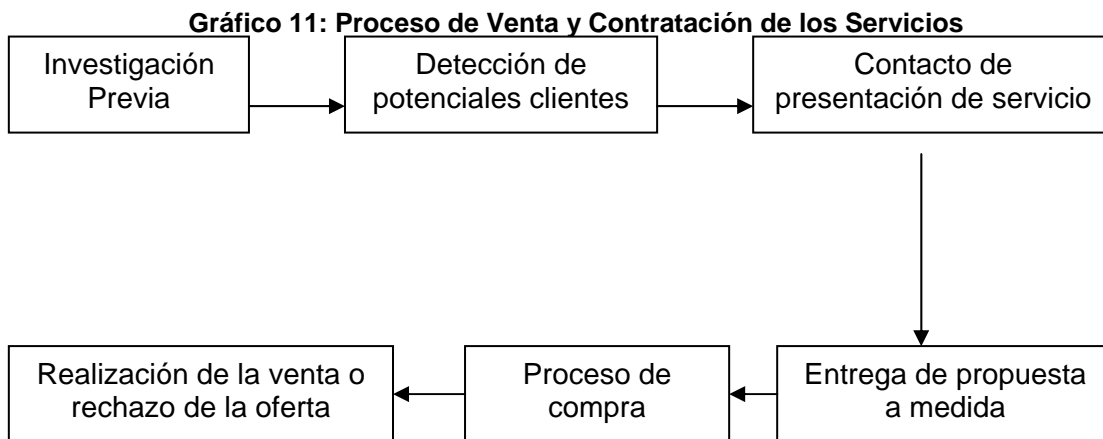 Gráfico 11: Proceso de Venta y Contratación de los Servicios
Investigación
Previa
Detección de
potenciales clientes
Contacto de
presentación de servicio
Entrega de propuesta
a medida
Proceso de
compra
Realización de la venta o
rechazo de la oferta